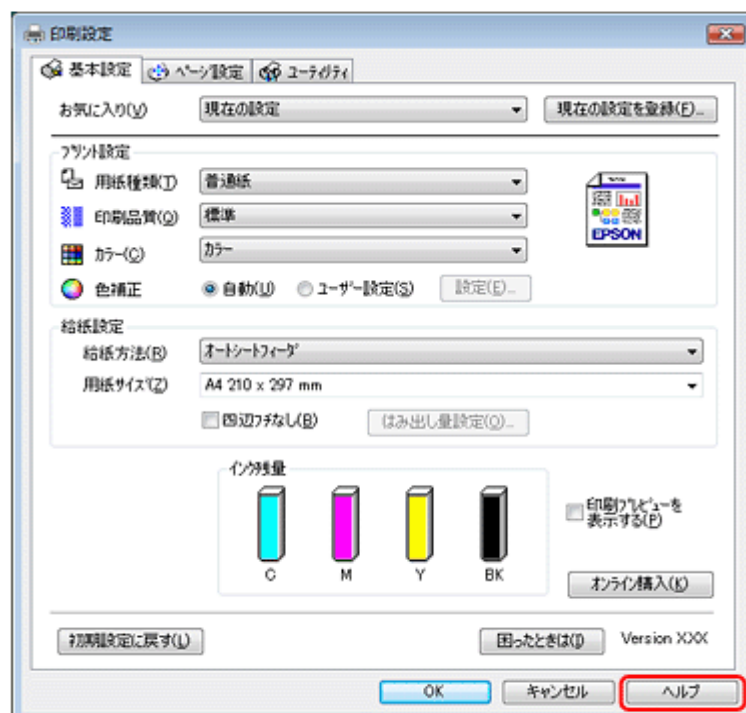 印刷設定
基本設定 ページ設定 ユーティリティ
お気に入り(V) 現在の設定 現在の設定を登録(F)...
プリント設定
用紙種類(T) 普通紙
印刷品質(Q) 標準
カラー(C) カラー
EPSON
色補正 自動(U) ユーザー設定(S) 設定(E)...
給紙設定
給紙方法(R) オートシートフィーダ
用紙サイズ(Z) A4 210 x 297 mm
四辺フチなし(B) はみ出し量設定(O)...
インク残量
C M Y BK
印刷プレビューを
表示する(P)
オンライン購入(K)
初期設定に戻す(L) 困ったときは(I) Version XXX
OK キャンセル ヘルプ